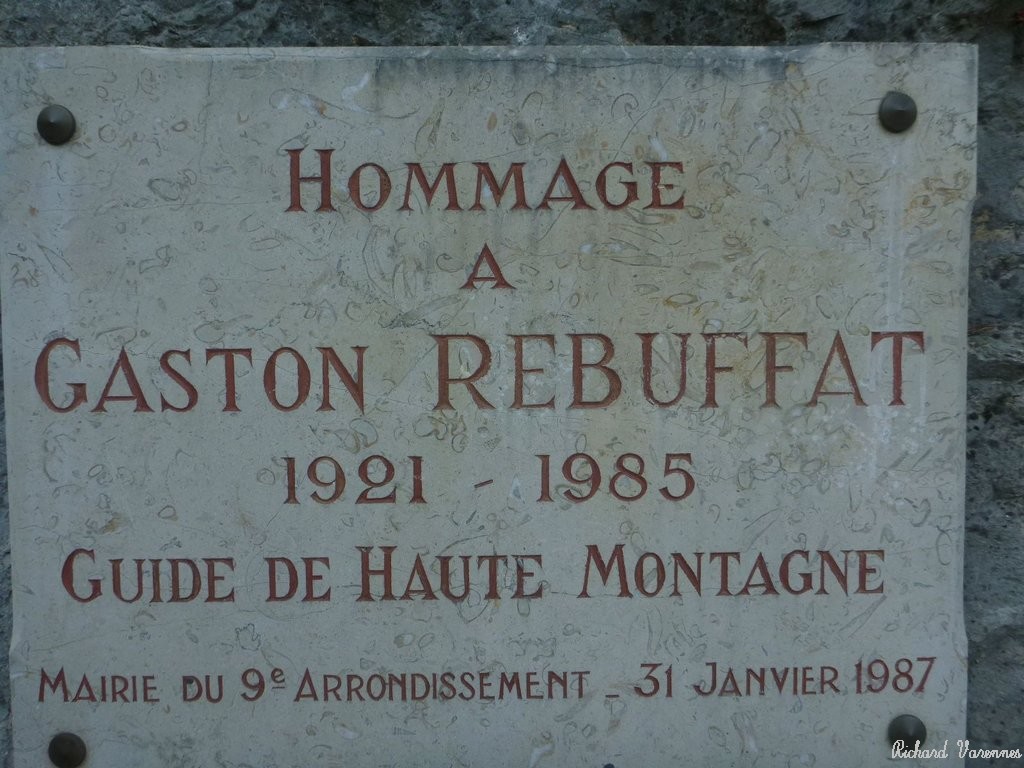 HOMMAGE
A
GASTON REBUFFAT
1921 - 1985
GUIDE DE HAUTE MONTAGNE
MAIRIE DU 9e ARRONDISSEMENT - 31 JANVIER 1987
Richard Varennes